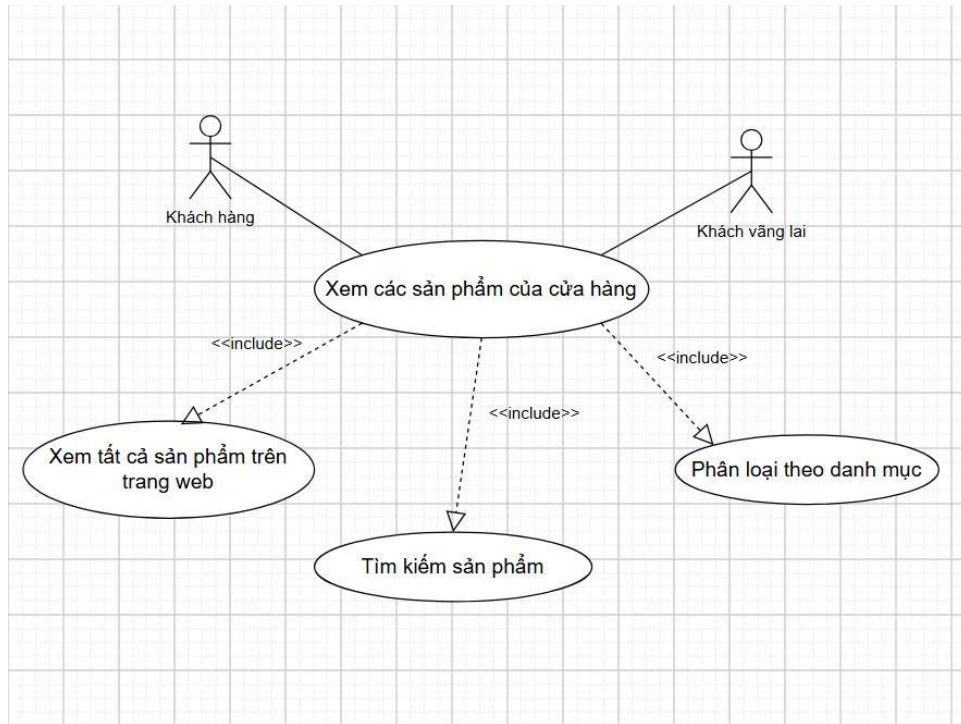 Khách hàng
Khách vãng lai
Xem các sản phẩm của cửa hàng
<<include>>
<<include>>
<<include>>
Xem tất cả sản phẩm trên
trang web
Phân loại theo danh mục
Tìm kiếm sản phẩm